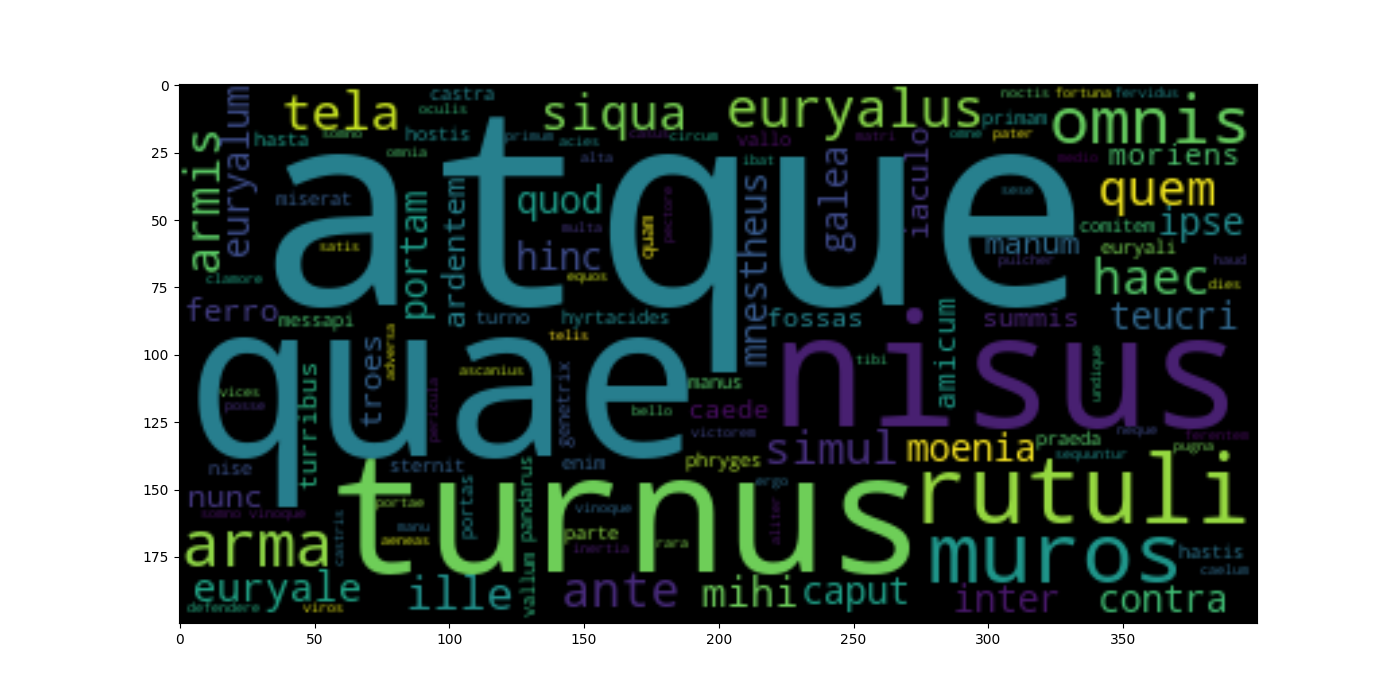 0
25
50
75
100
125
150
175
0
50
100
150
200
250
300
350
castra
noctis fortuna fervidus
tela
oculis
siqua
euryalus
primam
omnis
euryalum
hasta
somno
hostis
primum
acies
circum
vallo
matri
omne
pater
armis
omnia
alta
ibat
iaculo
medio
moriens
atque
miserat
portam
ardentem
quod
multa
quam
pectore
mnestheus
galea
sese
quem
comitem
ipse
satis
hinc
manum
pulcher
euryali
haud
clamore
equos
haec
dies
ferro
messapi
turno
hyrtacides
fossas
summis
teucri
telis
amicum
quae
nisus
troes
adversa
ascanius
genetrix
tibi
undique
vices
posse
turribus
pericula
manus
bello
caede
victorem
simul
moenia
praeda
neque
ferentem
pugna
sequuntur
nise
sternit
enim
phryges
ergo
nunc
somno vinoque
turnus
rutuli
portae
portas
pandarus
vinoque
manu
castris
aeneas
parte
inertia
rara
aliter
arma
muros
hastis
caelum
euryale
ille
vallum
ante
mihi
caput
inter
contra
defendere
viros